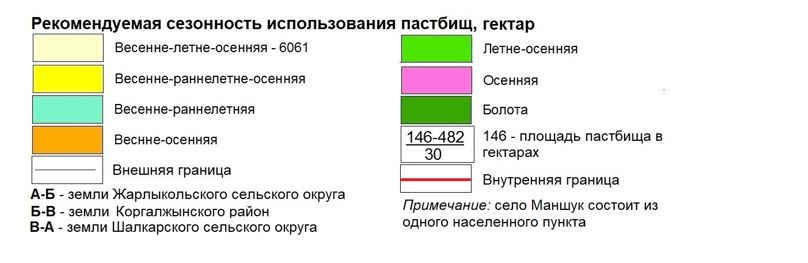 Рекомендуемая сезонность использования пастбищ, гектар
Весенне-летне-осенняя - 6061
Весенне-раннелетне-осенняя
Весенне-раннелетняя
Веснне-осенняя
Внешняя граница
А-Б - земли Жарлыкольского сельского округа
Б-В - земли Коргалжынского район
В-А - земли Шалкарского сельского округа
Летне-осенняя
Осенняя
Болота
146-482
30
146 - площадь пастбища в
гектарах
Внутренняя граница
Примечание: село Маншук состоит из
одного населенного пункта